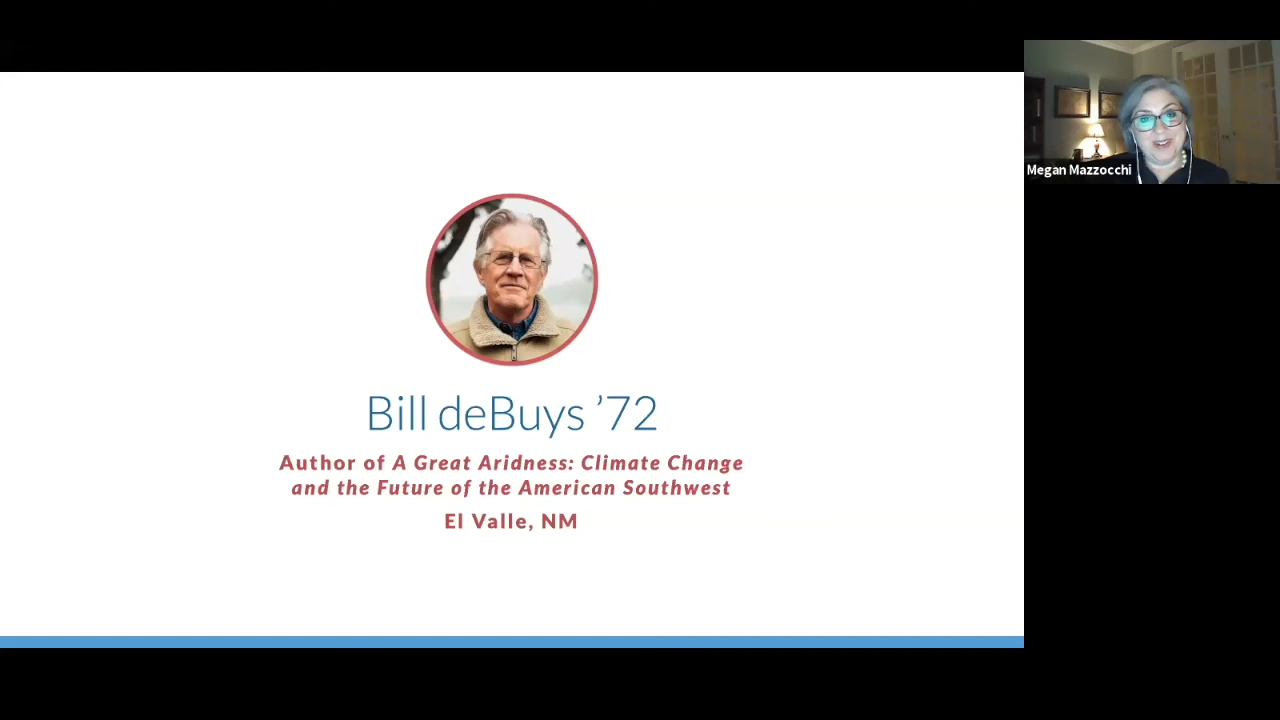 Bill deBuys ’72
Author of A Great Aridness: Climate Change
and the Future of the American Southwest
El Valle, NM
Megan Mazzocchi